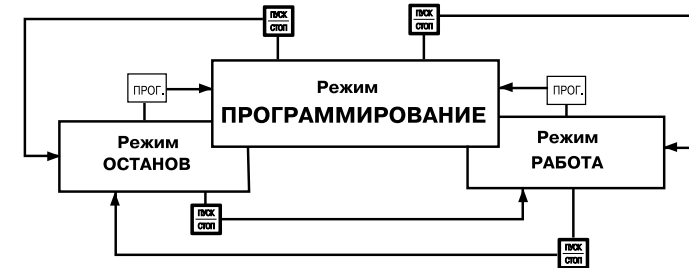 ПУСК
СТОП
ПУСК
СТОП
Режим
ПРОГРАММИРОВАНИЕ
ПРОГ.
ПРОГ.
Режим
ОСТАНОВ
Режим
РАБОТА
ПУСК
СТОП
ПУСК
СТОП